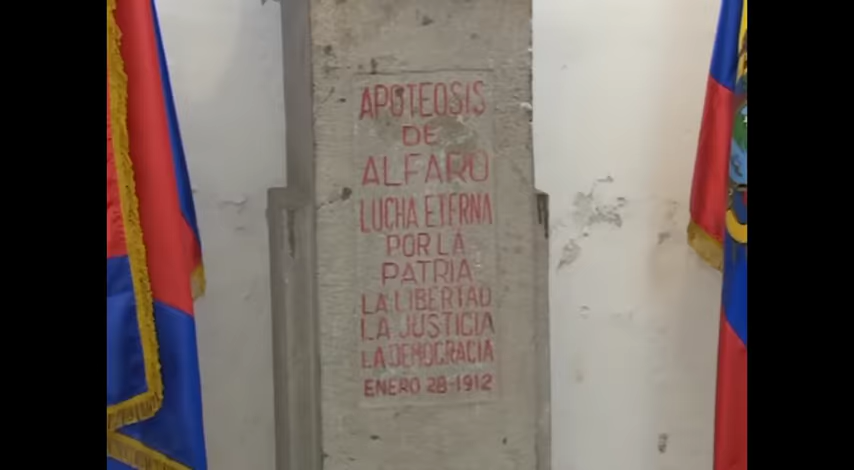 APOTEOSIS
DE
ALFARO
LUCHA ETERNA
POR LA
PATRIA
LA LIBERTAD
LA JUSTICIA
LA DEMOCRACIA
ENERO 28-1912